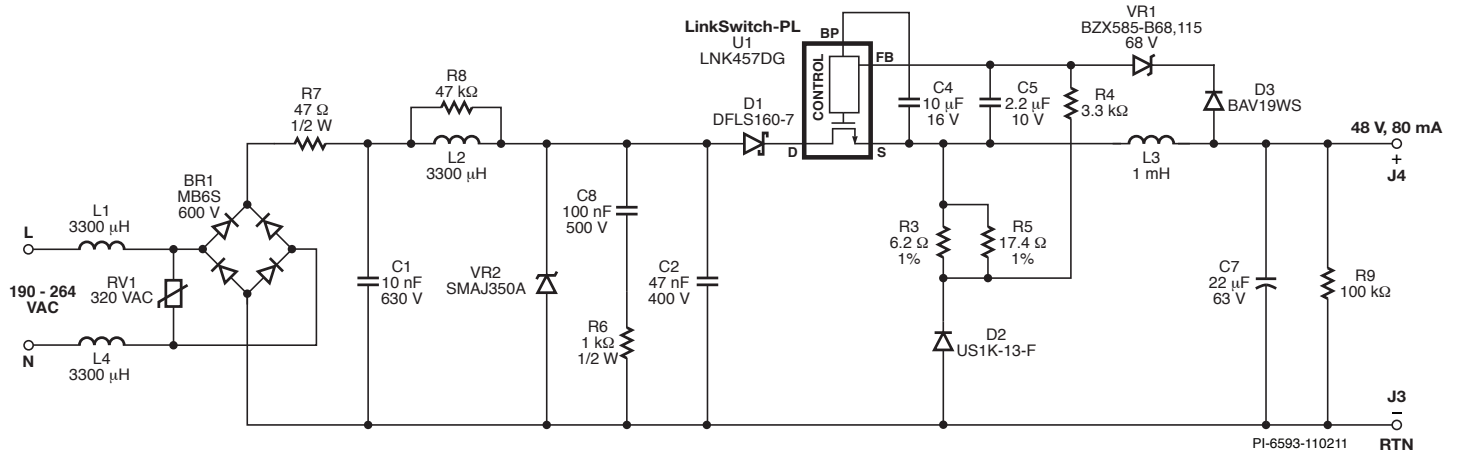 L
N
190 - 264
VAC
L1
3300 μH
L4
3300 μH
RV1
320 VAC
BR1
MB6S
600 V
R7
47 Ω
1/2 W
C1
10 nF
630 V
R8
47 kΩ
L2
3300 μH
VR2
SMAJ350A
C8
100 nF
500 V
R6
1 kΩ
1/2 W
C2
47 nF
400 V
D1
DFLS160-7
LinkSwitch-PL
U1
LNK457DG
BP
FB
CONTROL
D
S
C4
10 μF
16 V
C5
2.2 μF
10 V
R4
3.3 kΩ
VR1
BZX585-B68,115
68 V
D3
BAV19WS
L3
1 mH
R3
6.2 Ω
1%
R5
17.4 Ω
1%
D2
US1K-13-F
C7
22 μF
63 V
R9
100 kΩ
48 V, 80 mA
+
J4
J3
–
RTN
PI-6593-110211